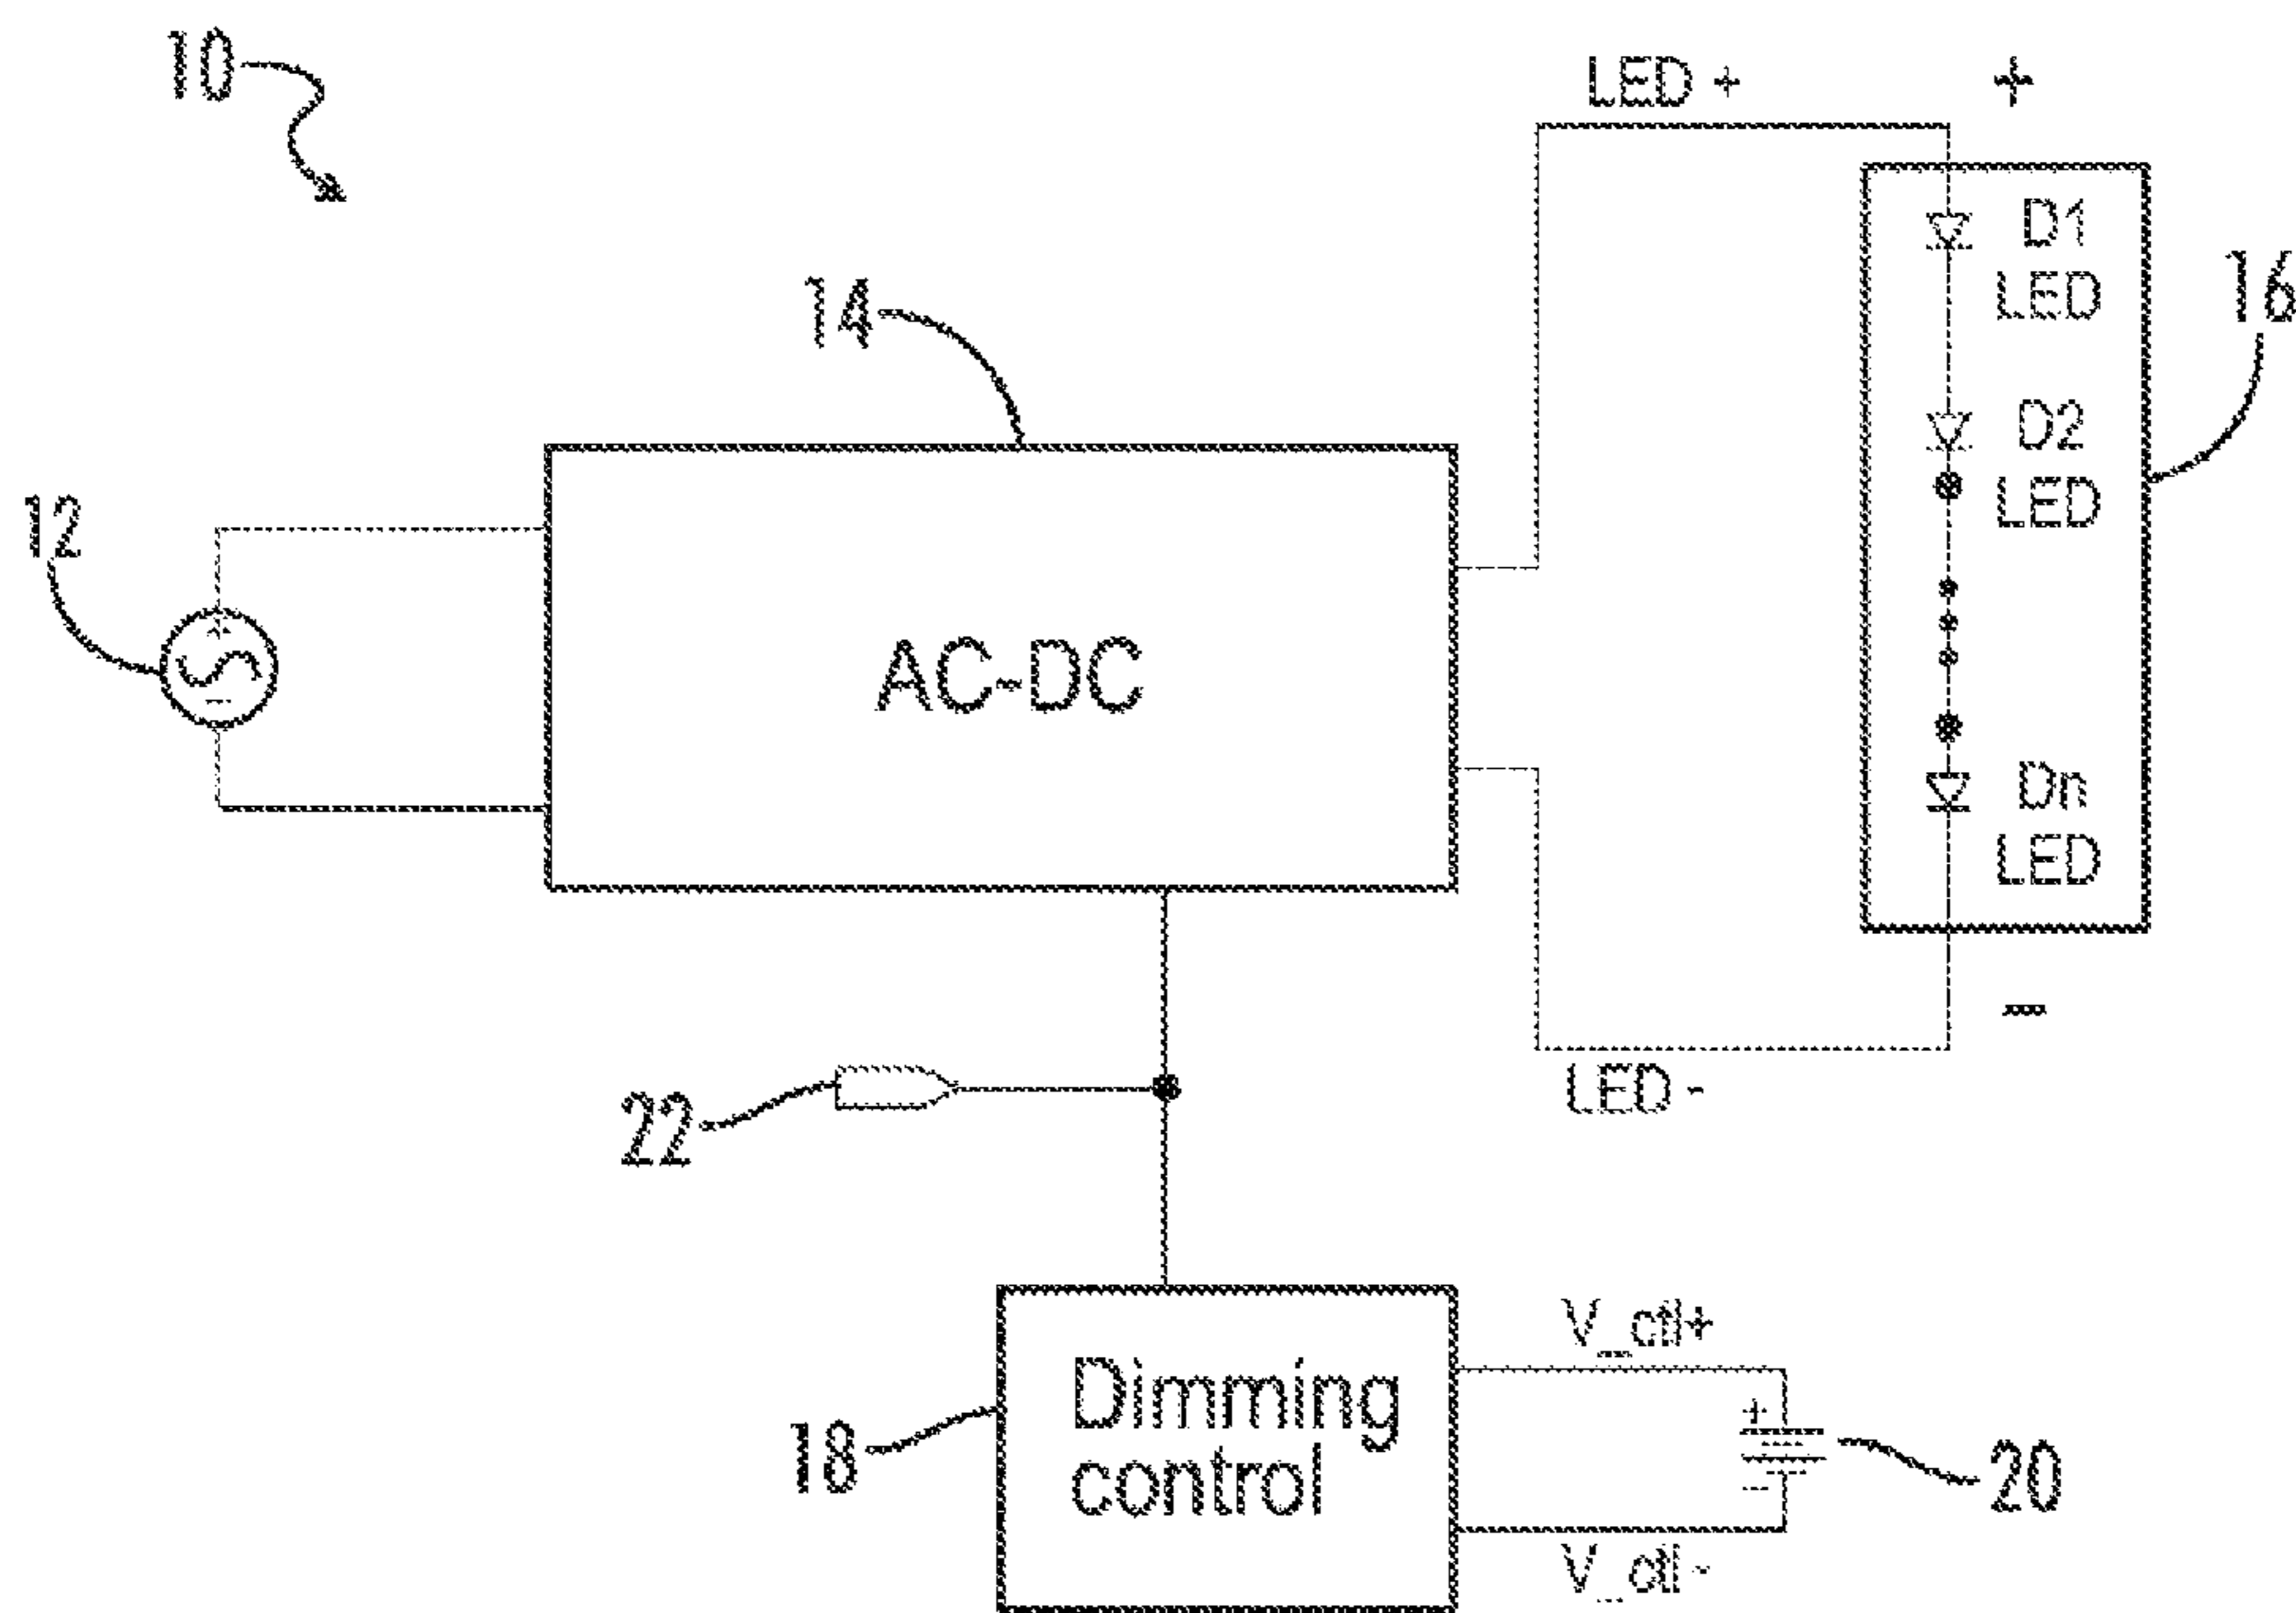 10
LED +
+
D1
LED
16
14
D2
LED
12
AC-DC
Dn
LED
-
LED -
22
V_ctl+
Dimming
control
+
18
20
-
V_ctl -